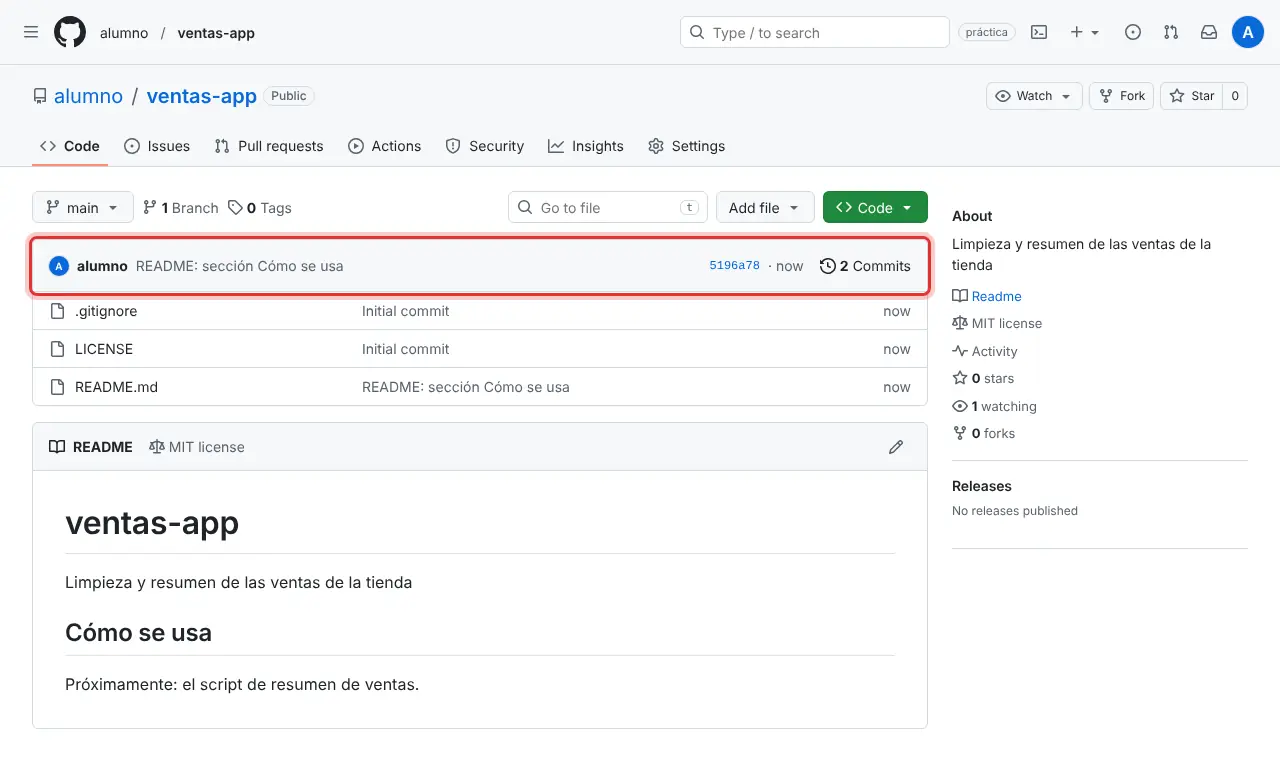 alumno / ventas-app
Type / to search
práctica
A
alumno / ventas-app Public
Watch
Fork
Star 0
Code
Issues
Pull requests
Actions
Security
Insights
Settings
main
1 Branch
0 Tags
Go to file t
Add file
Code
A alumno README: sección Cómo se usa 5196a78 · now 2 Commits
.gitignore Initial commit now
LICENSE Initial commit now
README.md README: sección Cómo se usa now
README
MIT license
ventas-app
Limpieza y resumen de las ventas de la tienda
Cómo se usa
Próximamente: el script de resumen de ventas.
About
Limpieza y resumen de las ventas de la
tienda
Readme
MIT license
Activity
0 stars
1 watching
0 forks
Releases
No releases published